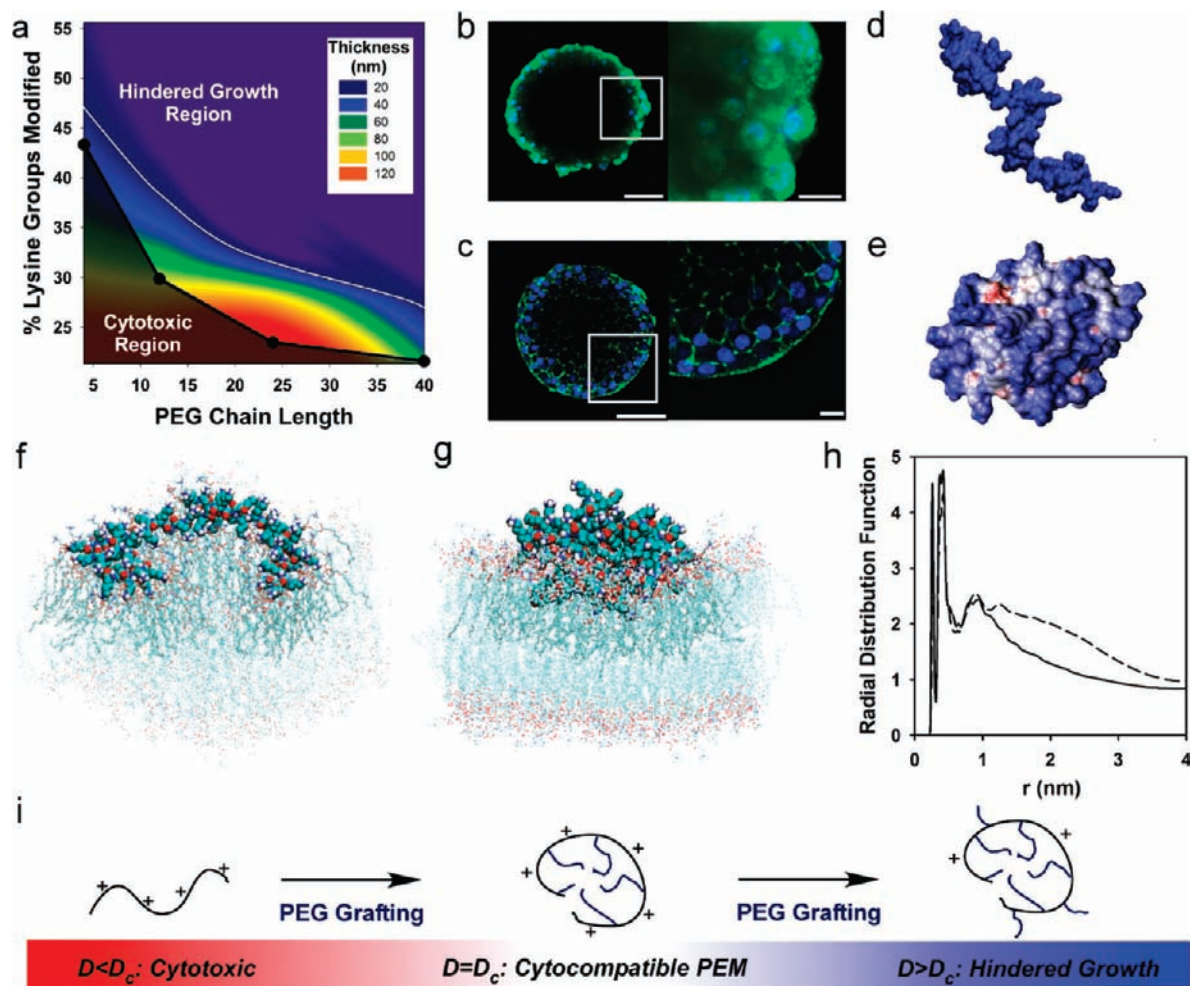 a
% Lysine Groups Modified
55
50
45
40
35
30
25
5
10
15
20
25
30
35
40
PEG Chain Length
Hindered Growth
Region
Cytotoxic
Region
Thickness
(nm)
20
40
60
80
100
120
b
c
d
e
f
g
h
Radial Distribution Function
5
4
3
2
1
0
0
1
2
3
4
r (nm)
i
+
+
+
+
PEG Grafting
+
+
+
+
+
PEG Grafting
+
+
D<Dc: Cytotoxic
D=Dc: Cytocompatible PEM
D>Dc: Hindered Growth